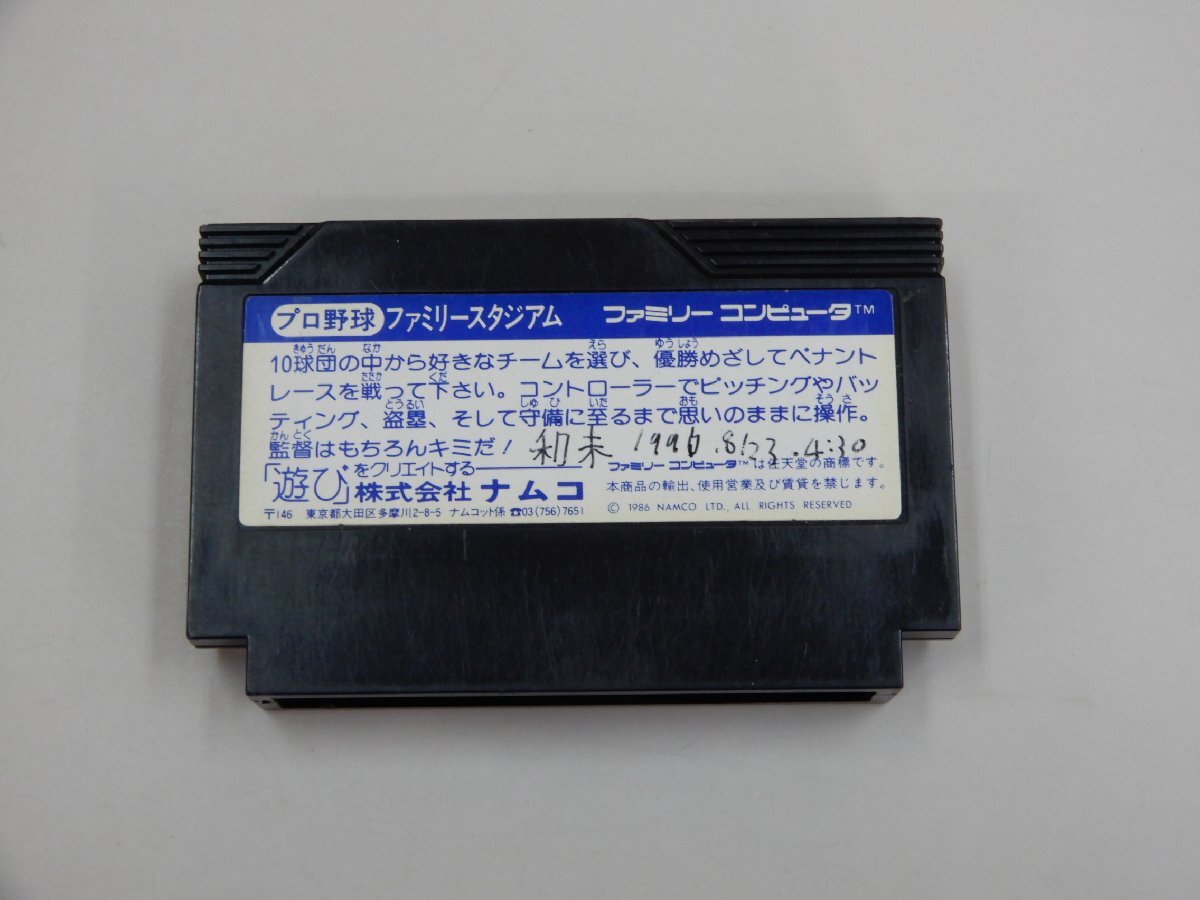 プロ野球 ファミリースタジアム ファミリーコンピュータ™
10球団の中から好きなチームを選び、優勝めざしてペナント
レースを戦って下さい。コントローラーでピッチングやバッ
ティング、盗塁、そして守備に至るまで思いのままに操作。
監督はもちろんキミだ! 利未 1996.8/23.4:30
「遊び」をクリエイトする 株式会社 ナムコ
ファミリーコンピュータ™は任天堂の商標です。
本商品の輸出、使用営業及び賃貸を禁じます。
〒146 東京都大田区多摩川2-8-5 ナムコット係 ☎03(756)7651
© 1986 NAMCO LTD., ALL RIGHTS RESERVED